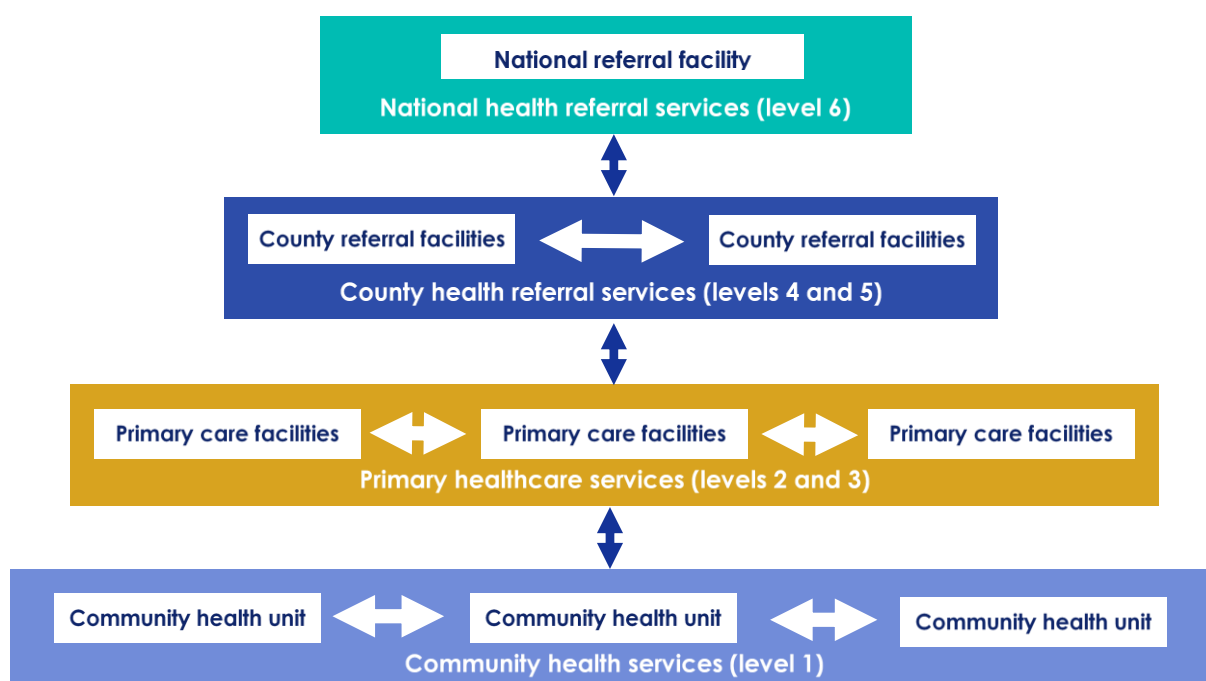 National referral facility
National health referral services (level 6)
County referral facilities
County referral facilities
County health referral services (levels 4 and 5)
Primary care facilities
Primary care facilities
Primary care facilities
Primary healthcare services (levels 2 and 3)
Community health unit
Community health unit
Community health unit
Community health services (level 1)